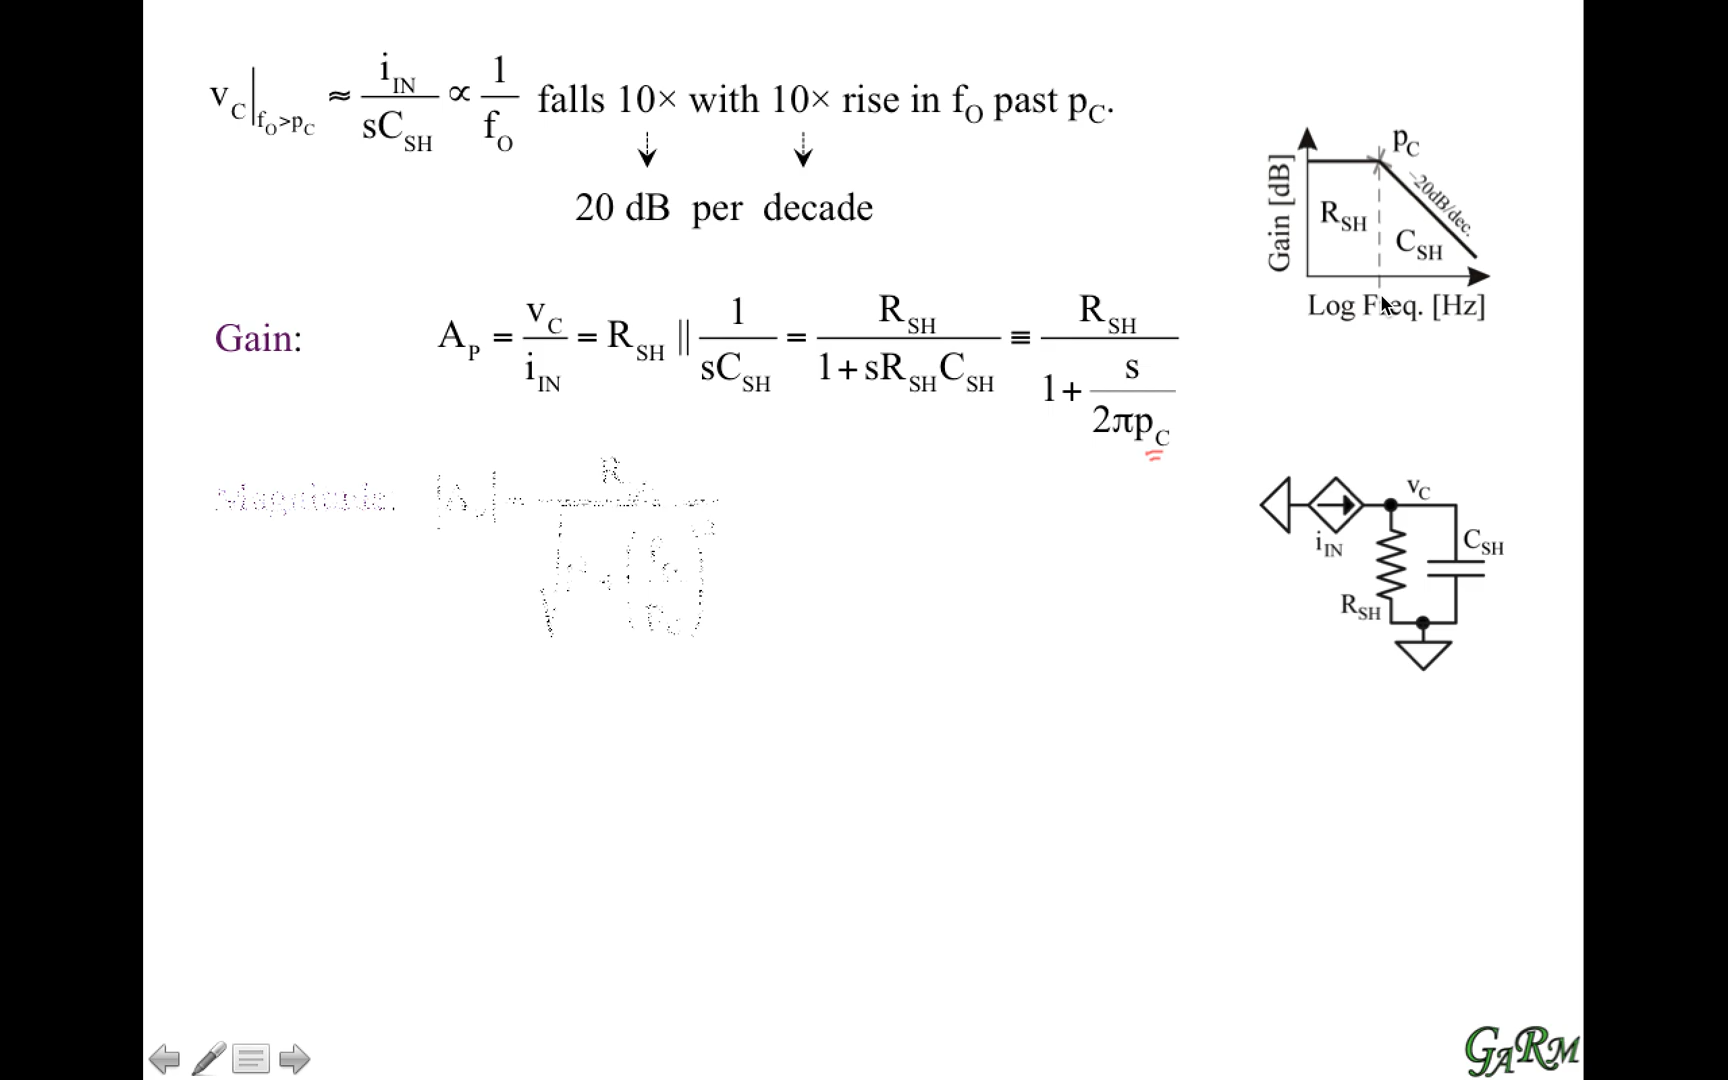 v_C|_{f_O>p_C} ≈ i_IN / sC_SH ∝ 1 / f_O falls 10× with 10× rise in f_O past p_C.
20 dB per decade
Gain: A_P = v_C / i_IN = R_SH || 1 / sC_SH = R_SH / (1 + sR_SH C_SH) ≡ R_SH / (1 + s / 2πp_C)
Magnitude:
Gain [dB]
p_C
−20dB/dec.
R_SH
C_SH
Log Freq. [Hz]
v_C
i_IN
C_SH
R_SH
GARM